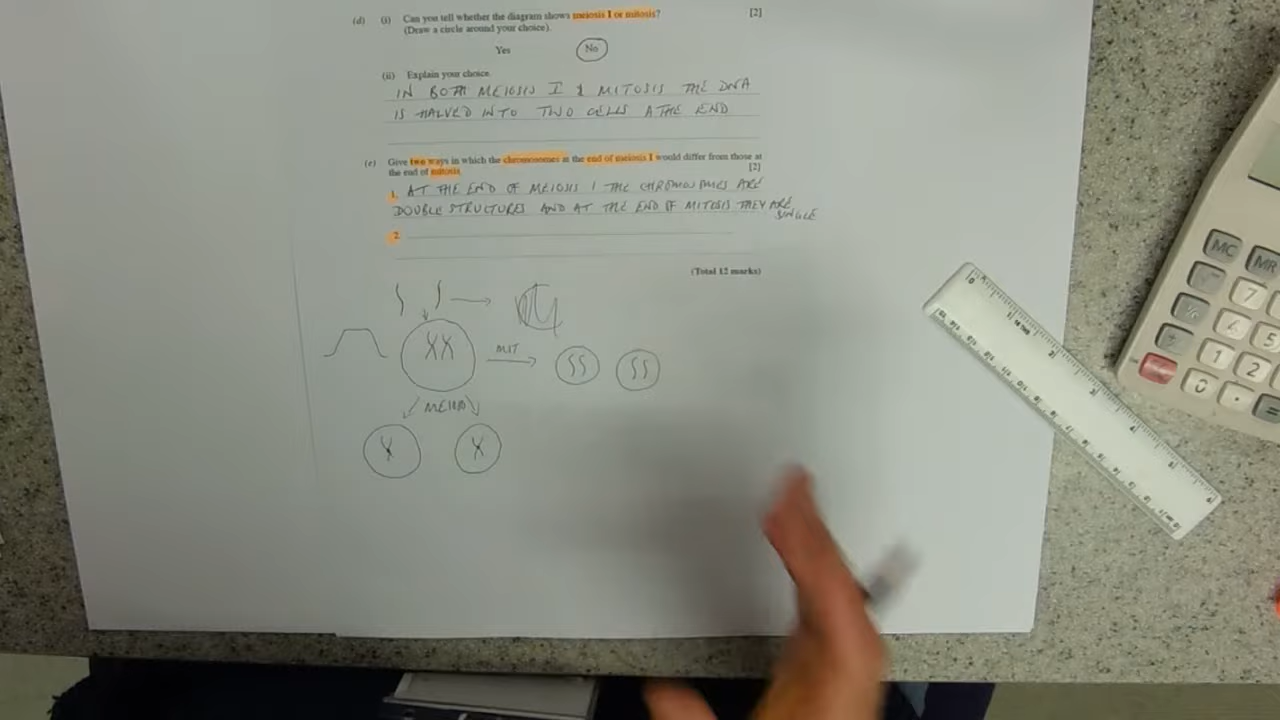 (d) (i) Can you tell whether the diagram shows meiosis I or mitosis? [2]
(Draw a circle around your choice).
Yes No
(ii) Explain your choice.
IN BOTH MEIOSIS I & MITOSIS THE DNA
IS HALVED INTO TWO CELLS A THE END
(e) Give two ways in which the chromosomes at the end of meiosis I would differ from those at
the end of mitosis [2]
1. AT THE END OF MEIOSIS 1 THE CHROMOSOMES ARE
DOUBLE STRUCTURES AND AT THE END OF MITOSIS THEY ARE
SINGLE
2.
(Total 12 marks)
MIT
MC MR
7
4 5
1 2
0 . =